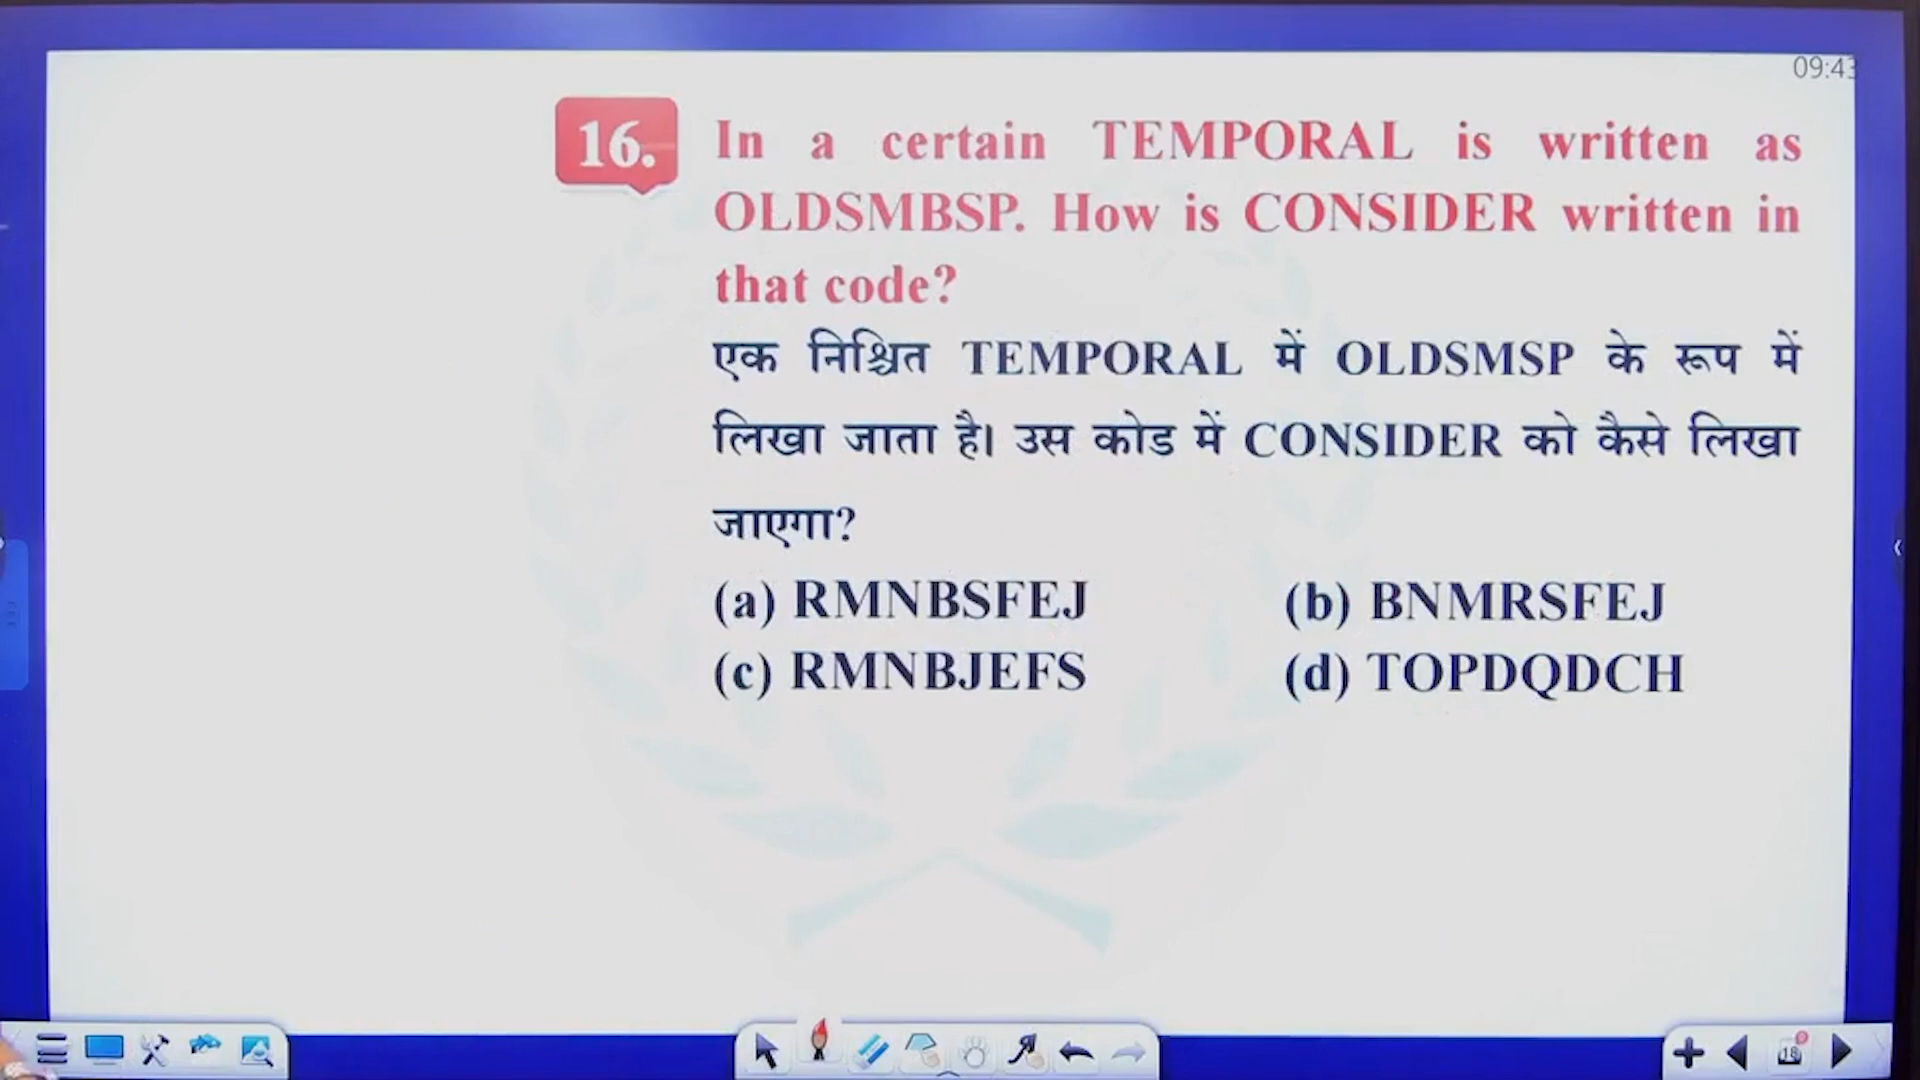 09:43
16. In a certain TEMPORAL is written as
OLDSMBSP. How is CONSIDER written in
that code?
एक निश्चित TEMPORAL में OLDSMSP के रूप में
लिखा जाता है। उस कोड में CONSIDER को कैसे लिखा
जाएगा?
(a) RMNBSFEJ (b) BNMRSFEJ
(c) RMNBJEFS (d) TOPDQDCH
18